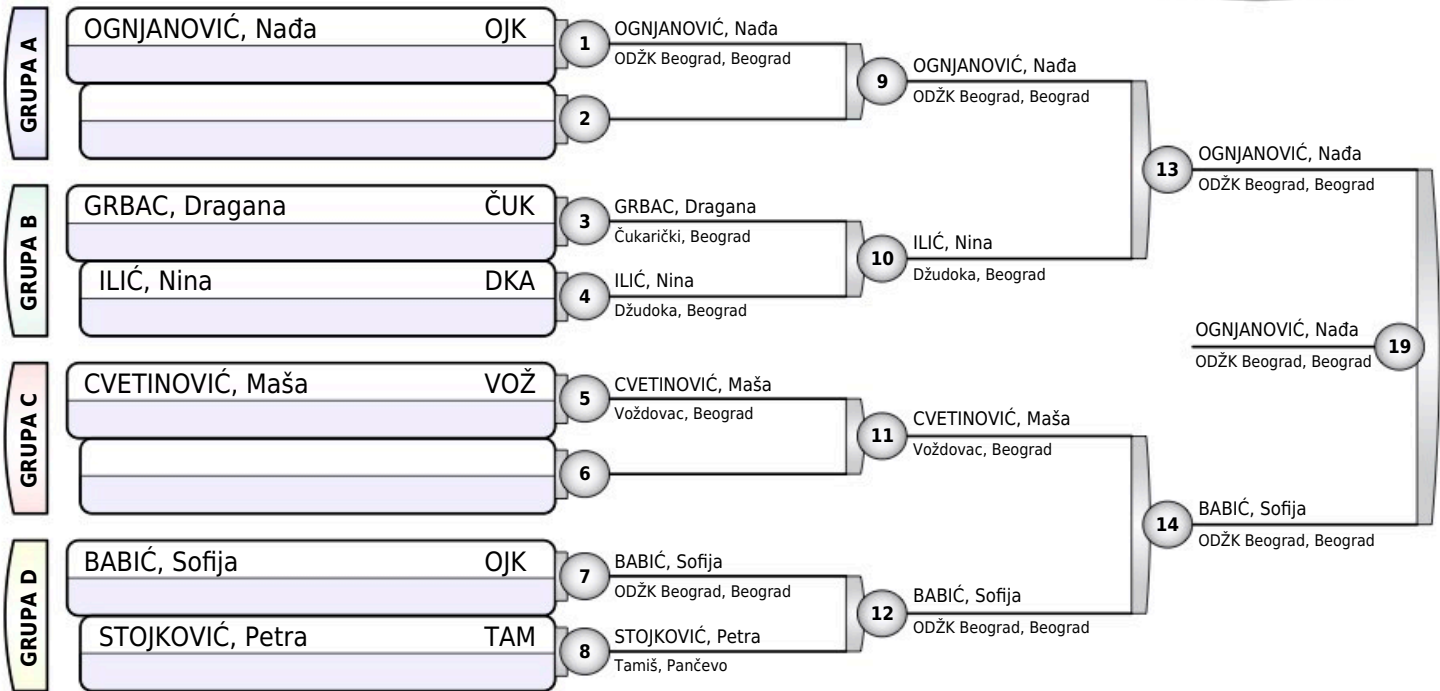 GRUPA A
OGNJANOVIĆ, Nađa OJK
1
OGNJANOVIĆ, Nađa
ODŽK Beograd, Beograd
2
9
OGNJANOVIĆ, Nađa
ODŽK Beograd, Beograd
13
OGNJANOVIĆ, Nađa
ODŽK Beograd, Beograd
GRUPA B
GRBAC, Dragana ČUK
3
GRBAC, Dragana
Čukarički, Beograd
ILIĆ, Nina DKA
4
ILIĆ, Nina
Džudoka, Beograd
10
ILIĆ, Nina
Džudoka, Beograd
OGNJANOVIĆ, Nađa
ODŽK Beograd, Beograd
19
GRUPA C
CVETINOVIĆ, Maša VOŽ
5
CVETINOVIĆ, Maša
Voždovac, Beograd
6
11
CVETINOVIĆ, Maša
Voždovac, Beograd
14
BABIĆ, Sofija
ODŽK Beograd, Beograd
GRUPA D
BABIĆ, Sofija OJK
7
BABIĆ, Sofija
ODŽK Beograd, Beograd
STOJKOVIĆ, Petra TAM
8
STOJKOVIĆ, Petra
Tamiš, Pančevo
12
BABIĆ, Sofija
ODŽK Beograd, Beograd